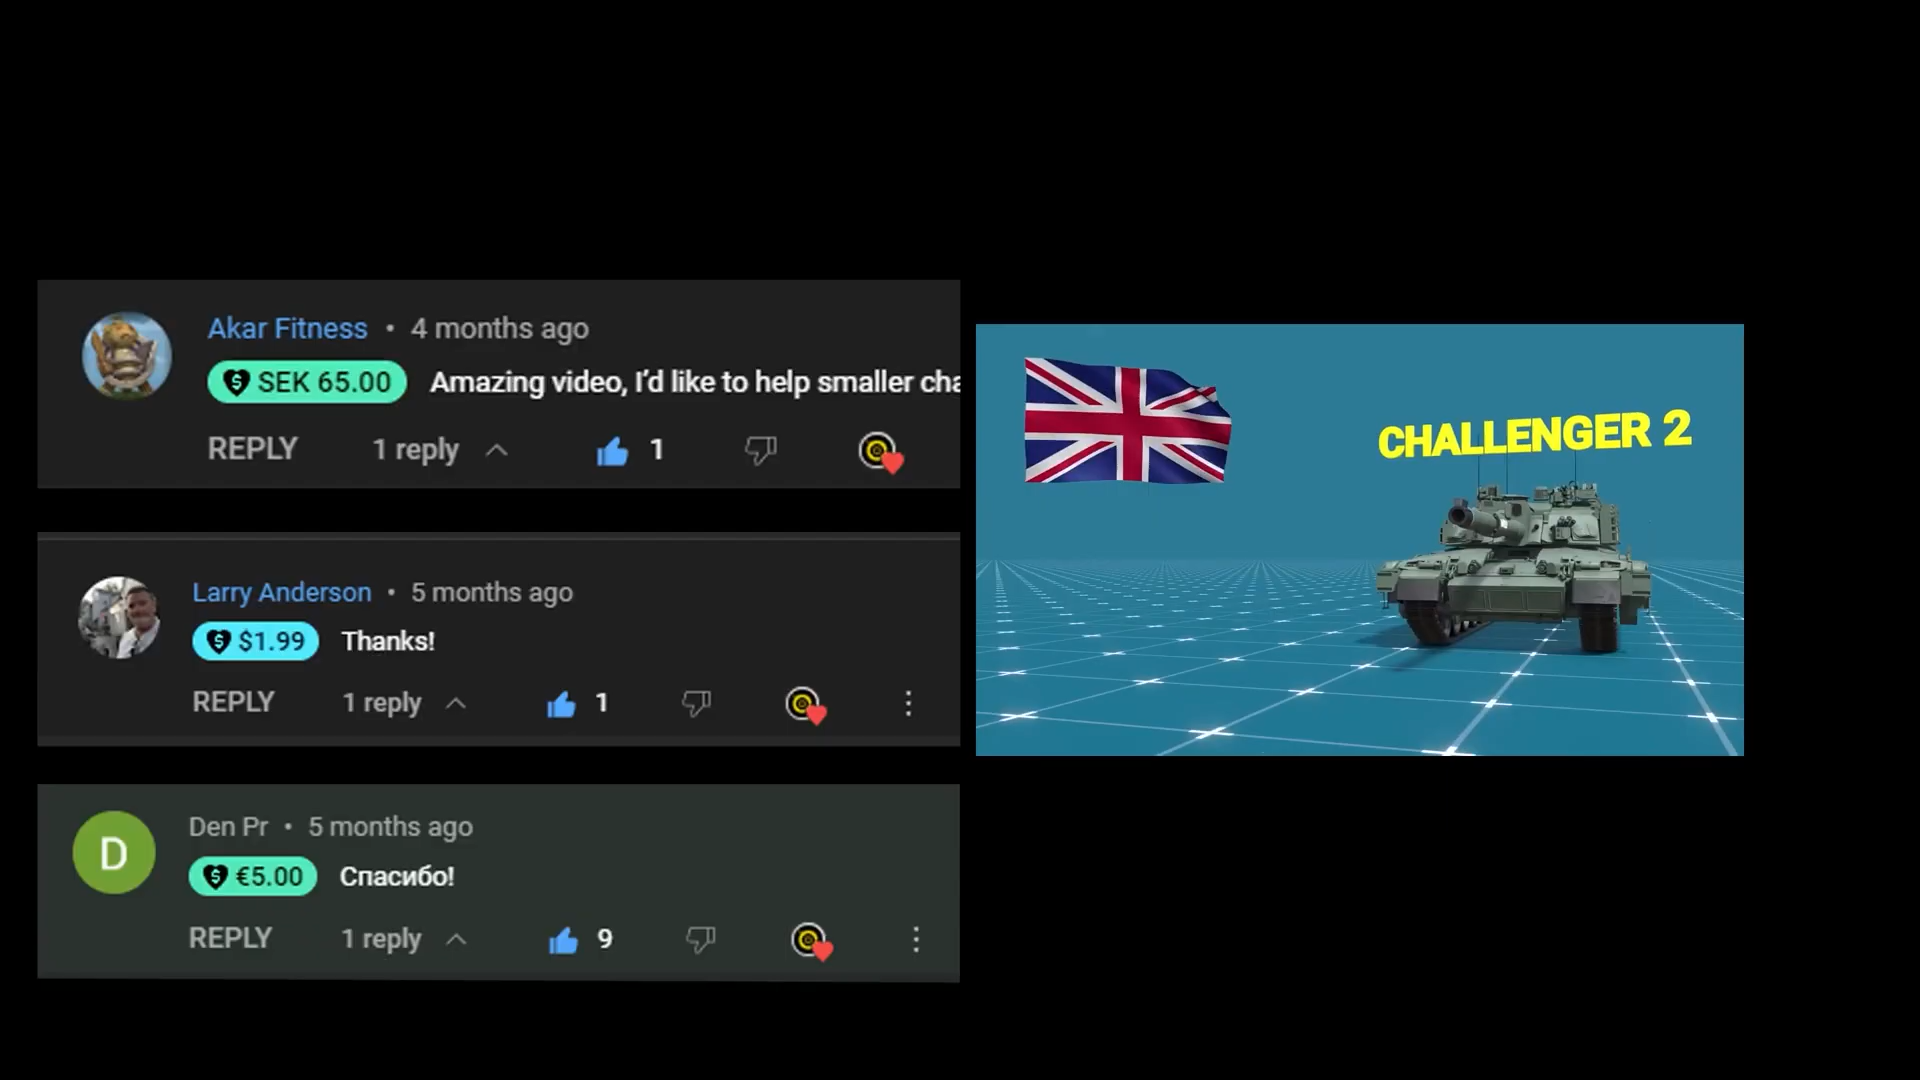 Akar Fitness • 4 months ago
SEK 65.00 Amazing video, I'd like to help smaller cha
REPLY 1 reply 1
Larry Anderson • 5 months ago
$1.99 Thanks!
REPLY 1 reply 1
D
Den Pr • 5 months ago
€5.00 Спасибо!
REPLY 1 reply 9
CHALLENGER 2